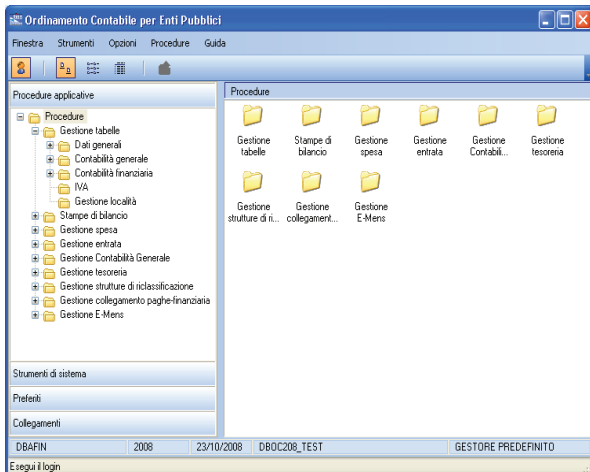 Ordinamento Contabile per Enti Pubblici
Finestra Strumenti Opzioni Procedure Guida
Procedure applicative
Procedure
Gestione tabelle
Dati generali
Contabilità generale
Contabilità finanziaria
IVA
Gestione località
Stampe di bilancio
Gestione spesa
Gestione entrata
Gestione Contabilità Generale
Gestione tesoreria
Gestione strutture di riclassificazione
Gestione collegamento paghe-finanziaria
Gestione E-Mens
Strumenti di sistema
Preferiti
Collegamenti
Procedure
Gestione tabelle
Stampe di bilancio
Gestione spesa
Gestione entrata
Gestione Contabili...
Gestione tesoreria
Gestione strutture di ri...
Gestione collegament...
Gestione E-Mens
DBAFIN 2008 23/10/2008 DBOC208_TEST GESTORE PREDEFINITO
Esegui il login